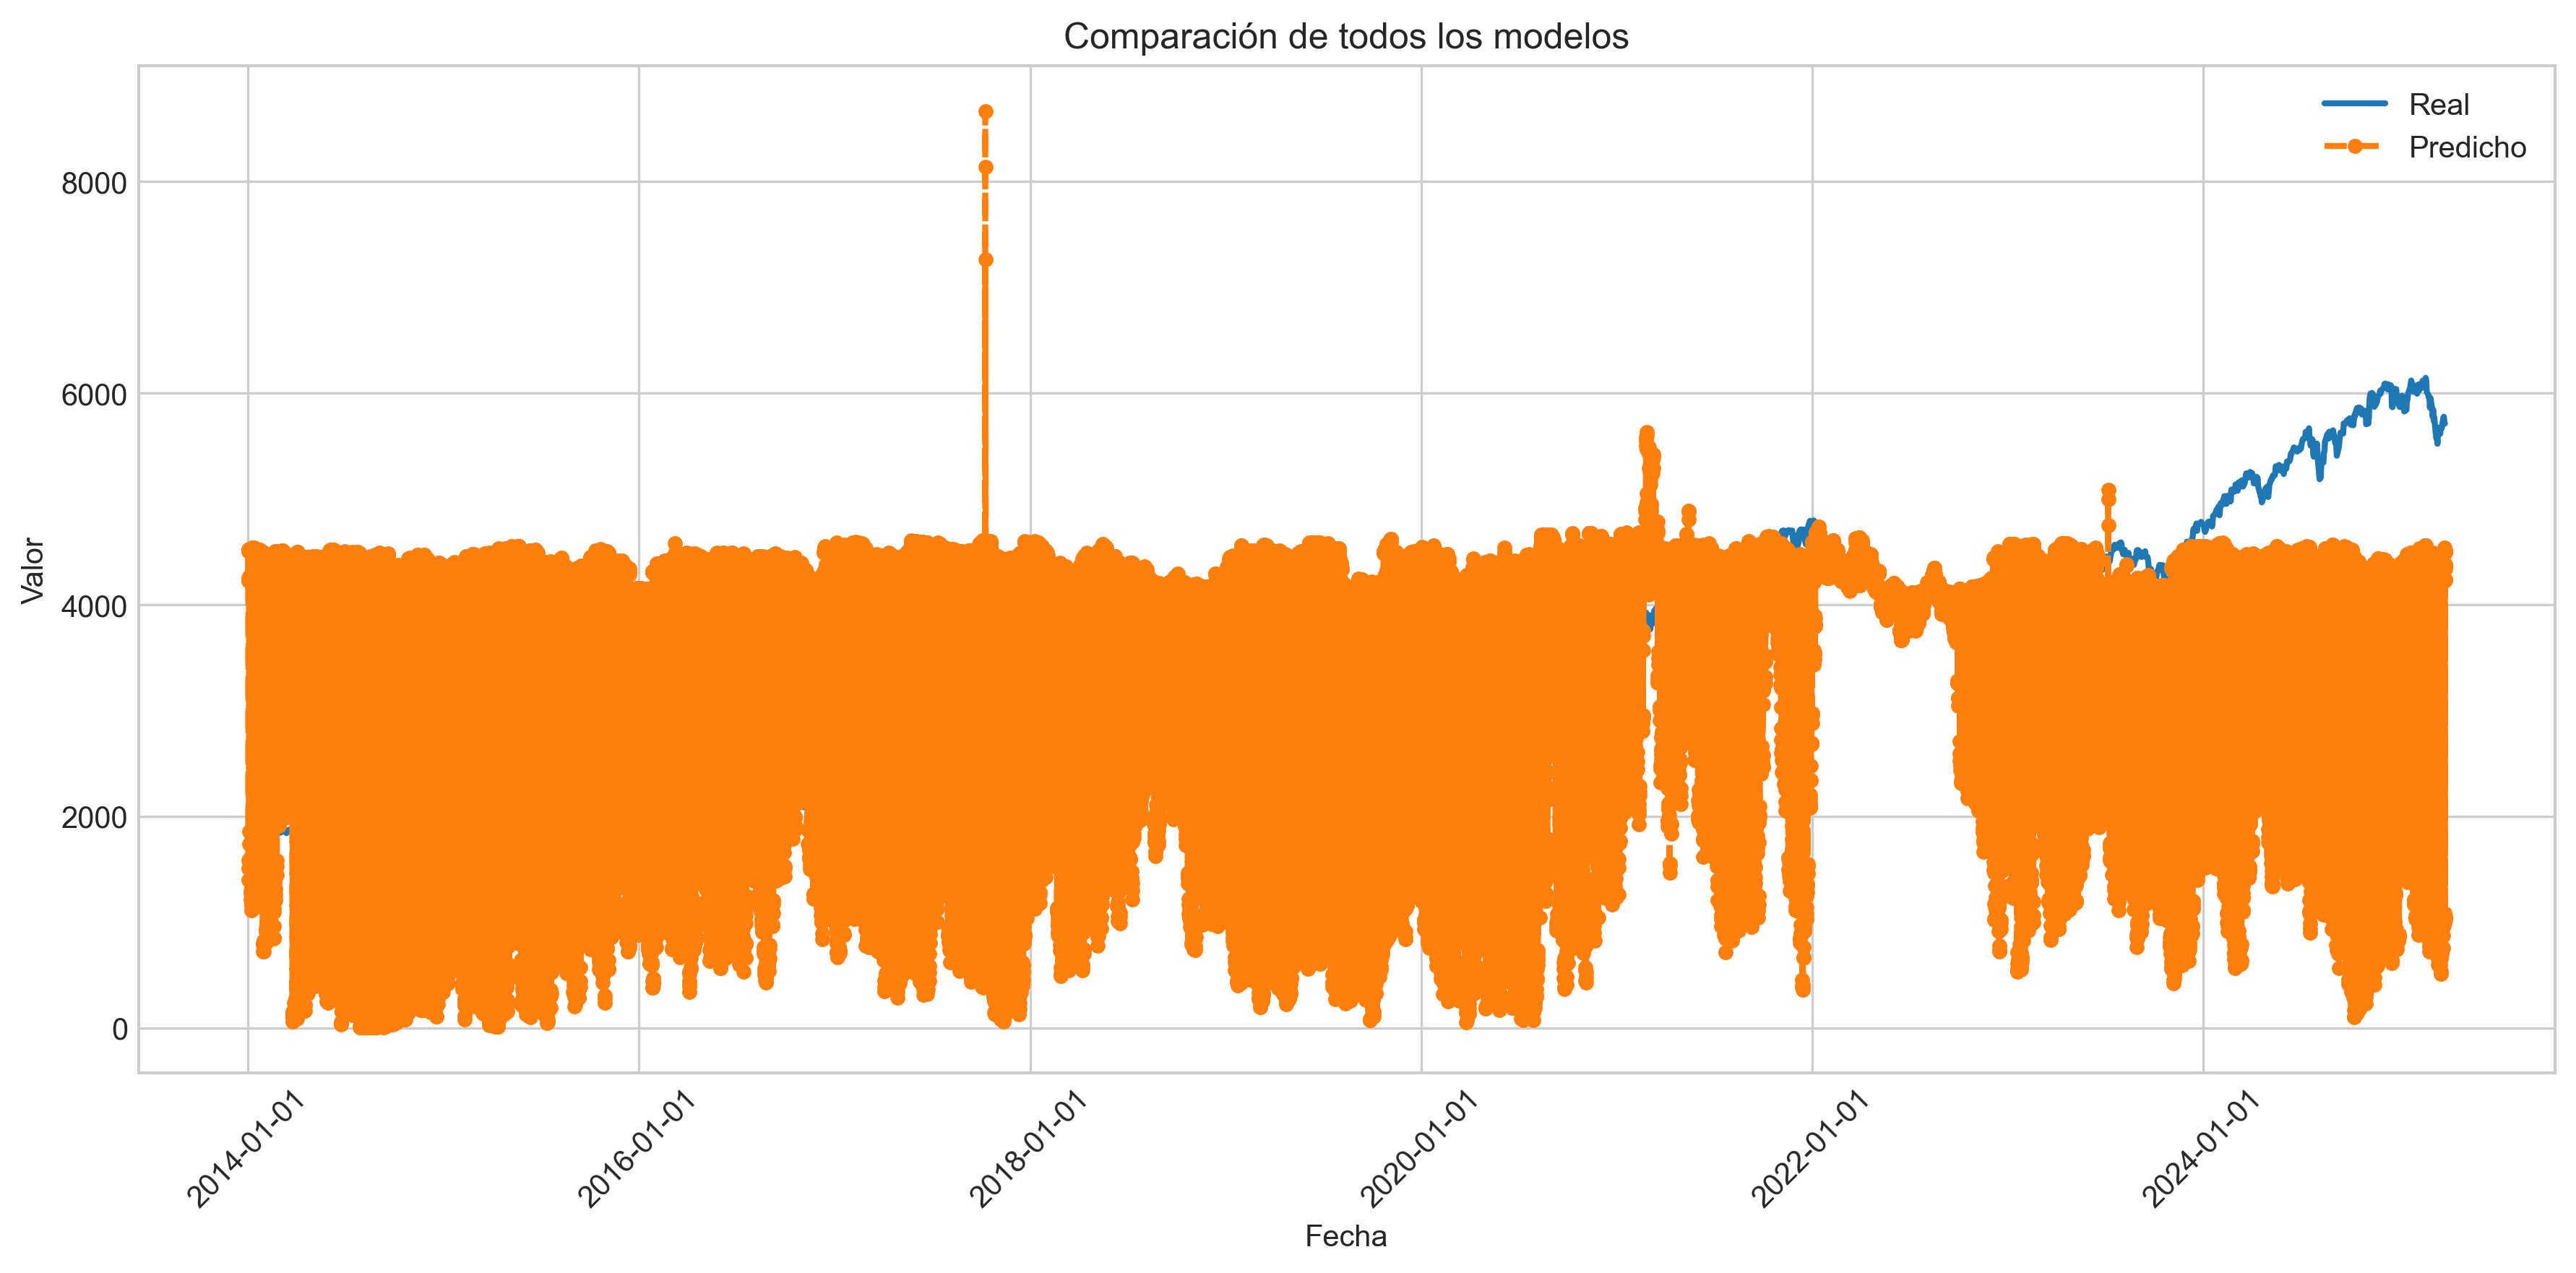 Comparación de todos los modelos
Real
Predicho
Valor
8000
6000
4000
2000
0
2014-01-01
2016-01-01
2018-01-01
2020-01-01
2022-01-01
2024-01-01
Fecha